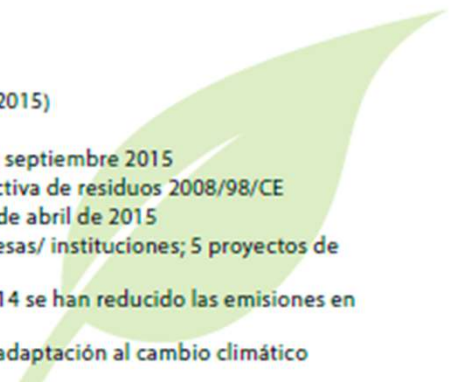 2015)
septiembre 2015
ctiva de residuos 2008/98/CE
de abril de 2015
esas/ instituciones; 5 proyectos de
14 se han reducido las emisiones en
adaptación al cambio climático